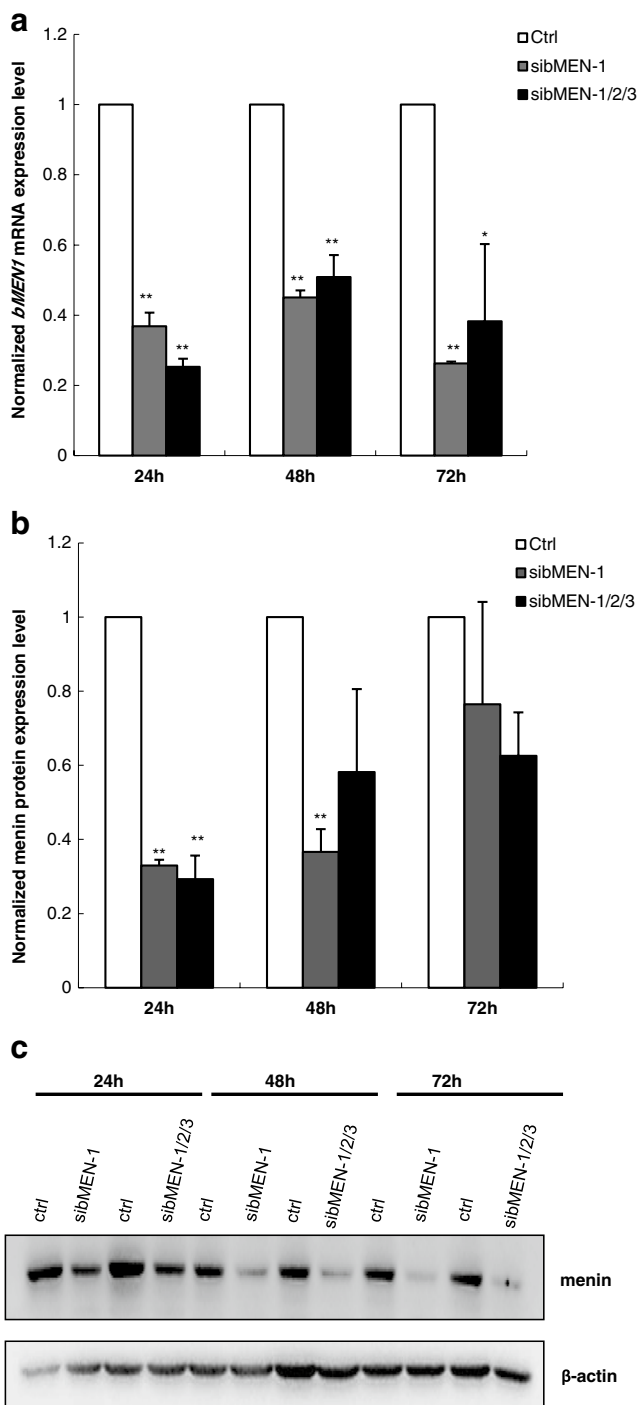 a
Ctrl
sibMEN-1
sibMEN-1/2/3
Normalized bMEN1 mRNA expression level
1.2
1
0.8
0.6
0.4
0.2
0
** ** ** ** ** *
24h 48h 72h
b
Ctrl
sibMEN-1
sibMEN-1/2/3
Normalized menin protein expression level
1.2
1
0.8
0.6
0.4
0.2
0
** ** **
24h 48h 72h
c
24h 48h 72h
ctrl sibMEN-1 ctrl sibMEN-1/2/3 ctrl sibMEN-1 ctrl sibMEN-1/2/3 ctrl sibMEN-1 ctrl sibMEN-1/2/3
menin
β-actin